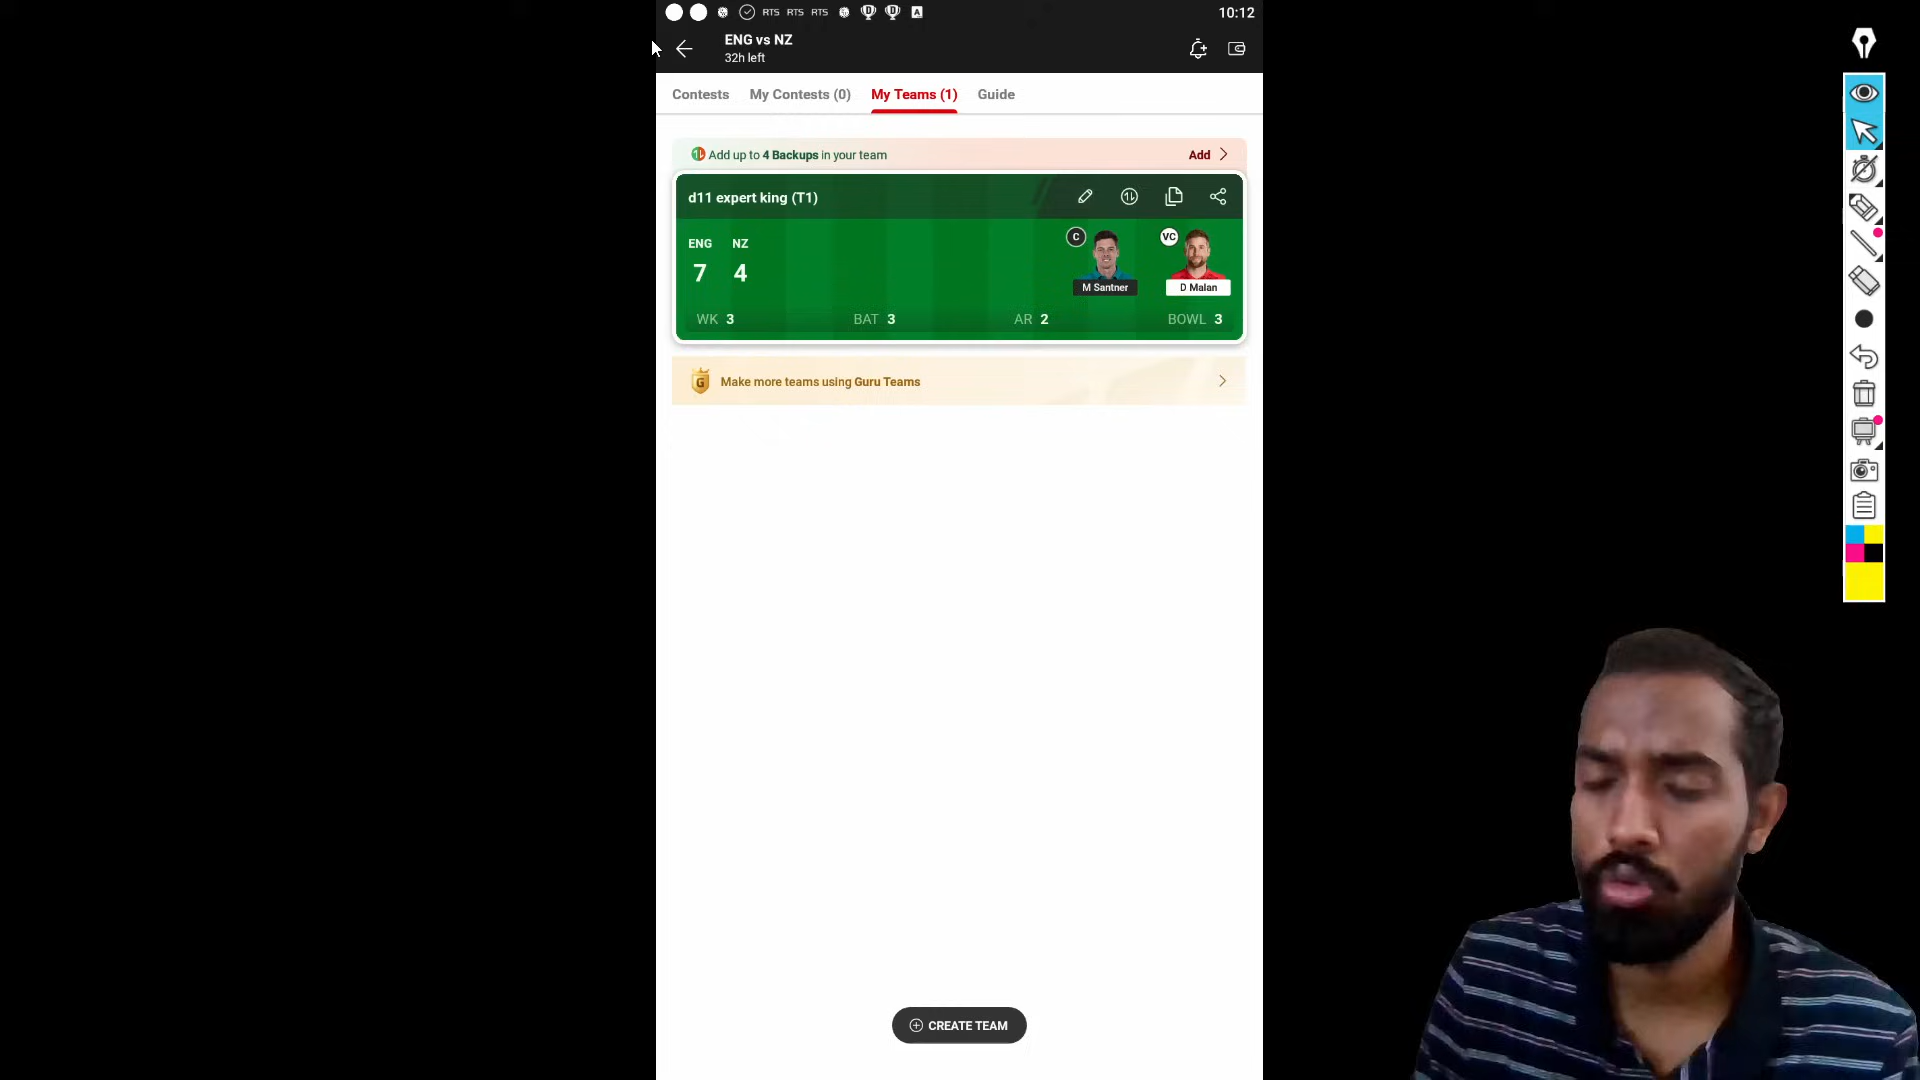 RTS RTS RTS 10:12
ENG vs NZ
32h left
Contests My Contests (0) My Teams (1) Guide
Add up to 4 Backups in your team Add
d11 expert king (T1)
ENG NZ C VC
7 4
M Santner D Malan
WK 3 BAT 3 AR 2 BOWL 3
G Make more teams using Guru Teams
CREATE TEAM